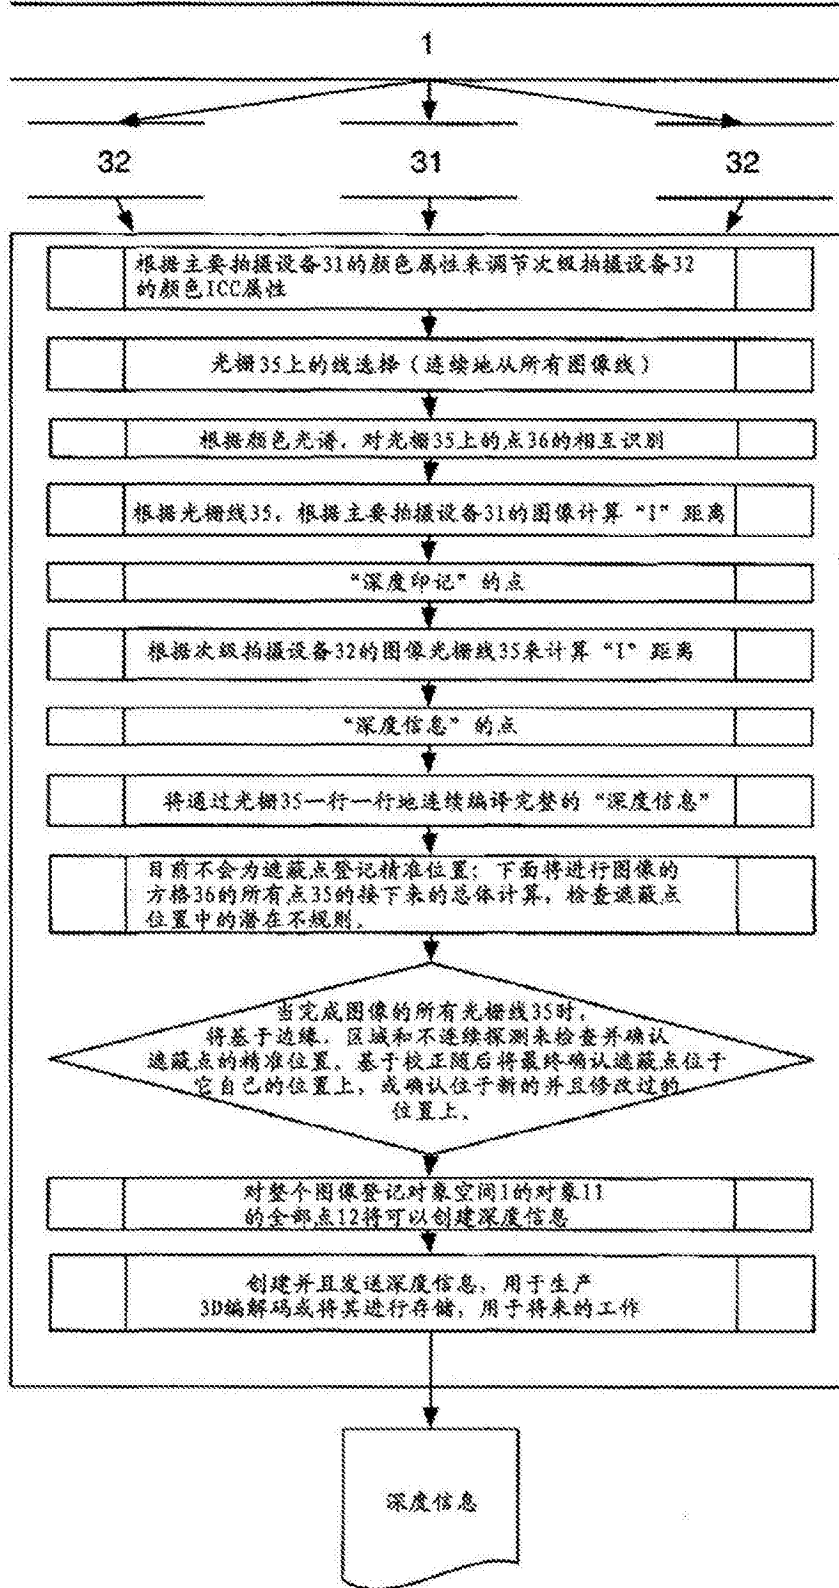 1
32 31 32
根据主要拍摄设备31的颜色属性来调节次级拍摄设备32
的颜色ICC属性
光栅35上的线选择（连续地从所有图像线）
根据颜色光谱，对光栅35上的点36的相互识别
根据光栅线35，根据主要拍摄设备31的图像计算“I”距离
“深度印记”的点
根据次级拍摄设备32的图像光栅线35来计算“I”距离
“深度信息”的点
将通过光栅35一行一行地连续编译完整的“深度信息”
目前不会为遮蔽点登记精准位置；下面将进行图像的
方格36的所有点35的接下来的总体计算，检查遮蔽点
位置中的潜在不规则。
当完成图像的所有光栅线35时，
将基于边缘、区域和不连续探测来检查并确认
遮蔽点的精准位置。基于校正随后将最终确认遮蔽点位于
它自己的位置上，或确认位于新的并且修改过的
位置上。
对整个图像登记对象空间1的对象11
的全部点12将可以创建深度信息
创建并且发送深度信息，用于生产
3D编解码或将其进行存储，用于将来的工作
深度信息